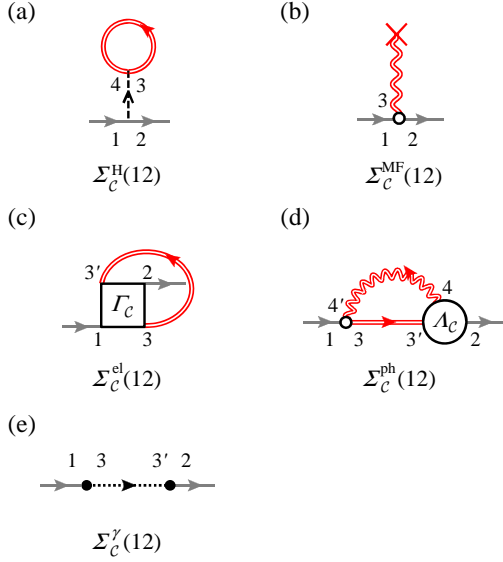 (a)
4 3
1 2
Σ_C^H(12)
(b)
3
1 2
Σ_C^MF(12)
(c)
3′ 2
Γ_C
1 3
Σ_C^el(12)
(d)
4′ 4
Λ_C
1 3 3′ 2
Σ_C^ph(12)
(e)
1 3 3′ 2
Σ_C^γ(12)